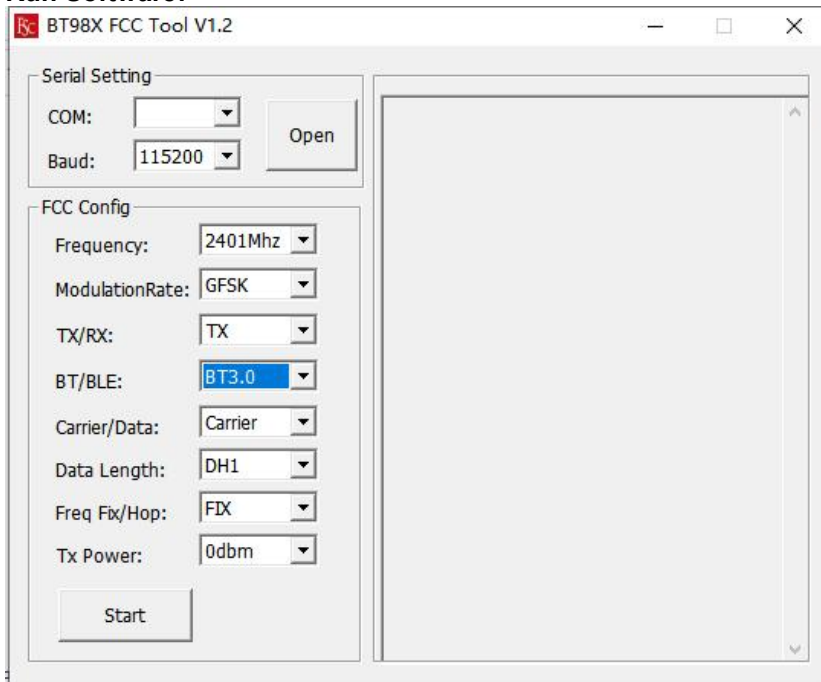 BT98X FCC Tool V1.2
Serial Setting
COM:
Baud: 115200
Open
FCC Config
Frequency: 2401Mhz
ModulationRate: GFSK
TX/RX: TX
BT/BLE: BT3.0
Carrier/Data: Carrier
Data Length: DH1
Freq Fix/Hop: FIX
Tx Power: 0dbm
Start